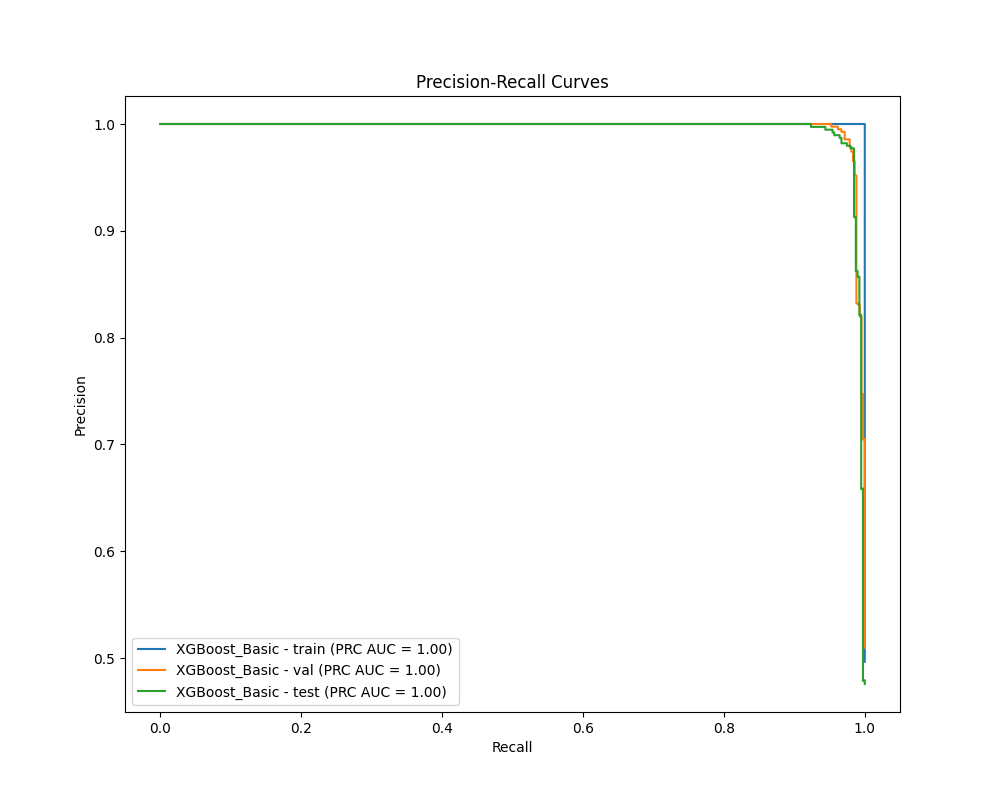 Precision-Recall Curves
1.0
0.9
0.8
0.7
0.6
0.5
Precision
XGBoost_Basic - train (PRC AUC = 1.00)
XGBoost_Basic - val (PRC AUC = 1.00)
XGBoost_Basic - test (PRC AUC = 1.00)
0.0 0.2 0.4 0.6 0.8 1.0
Recall